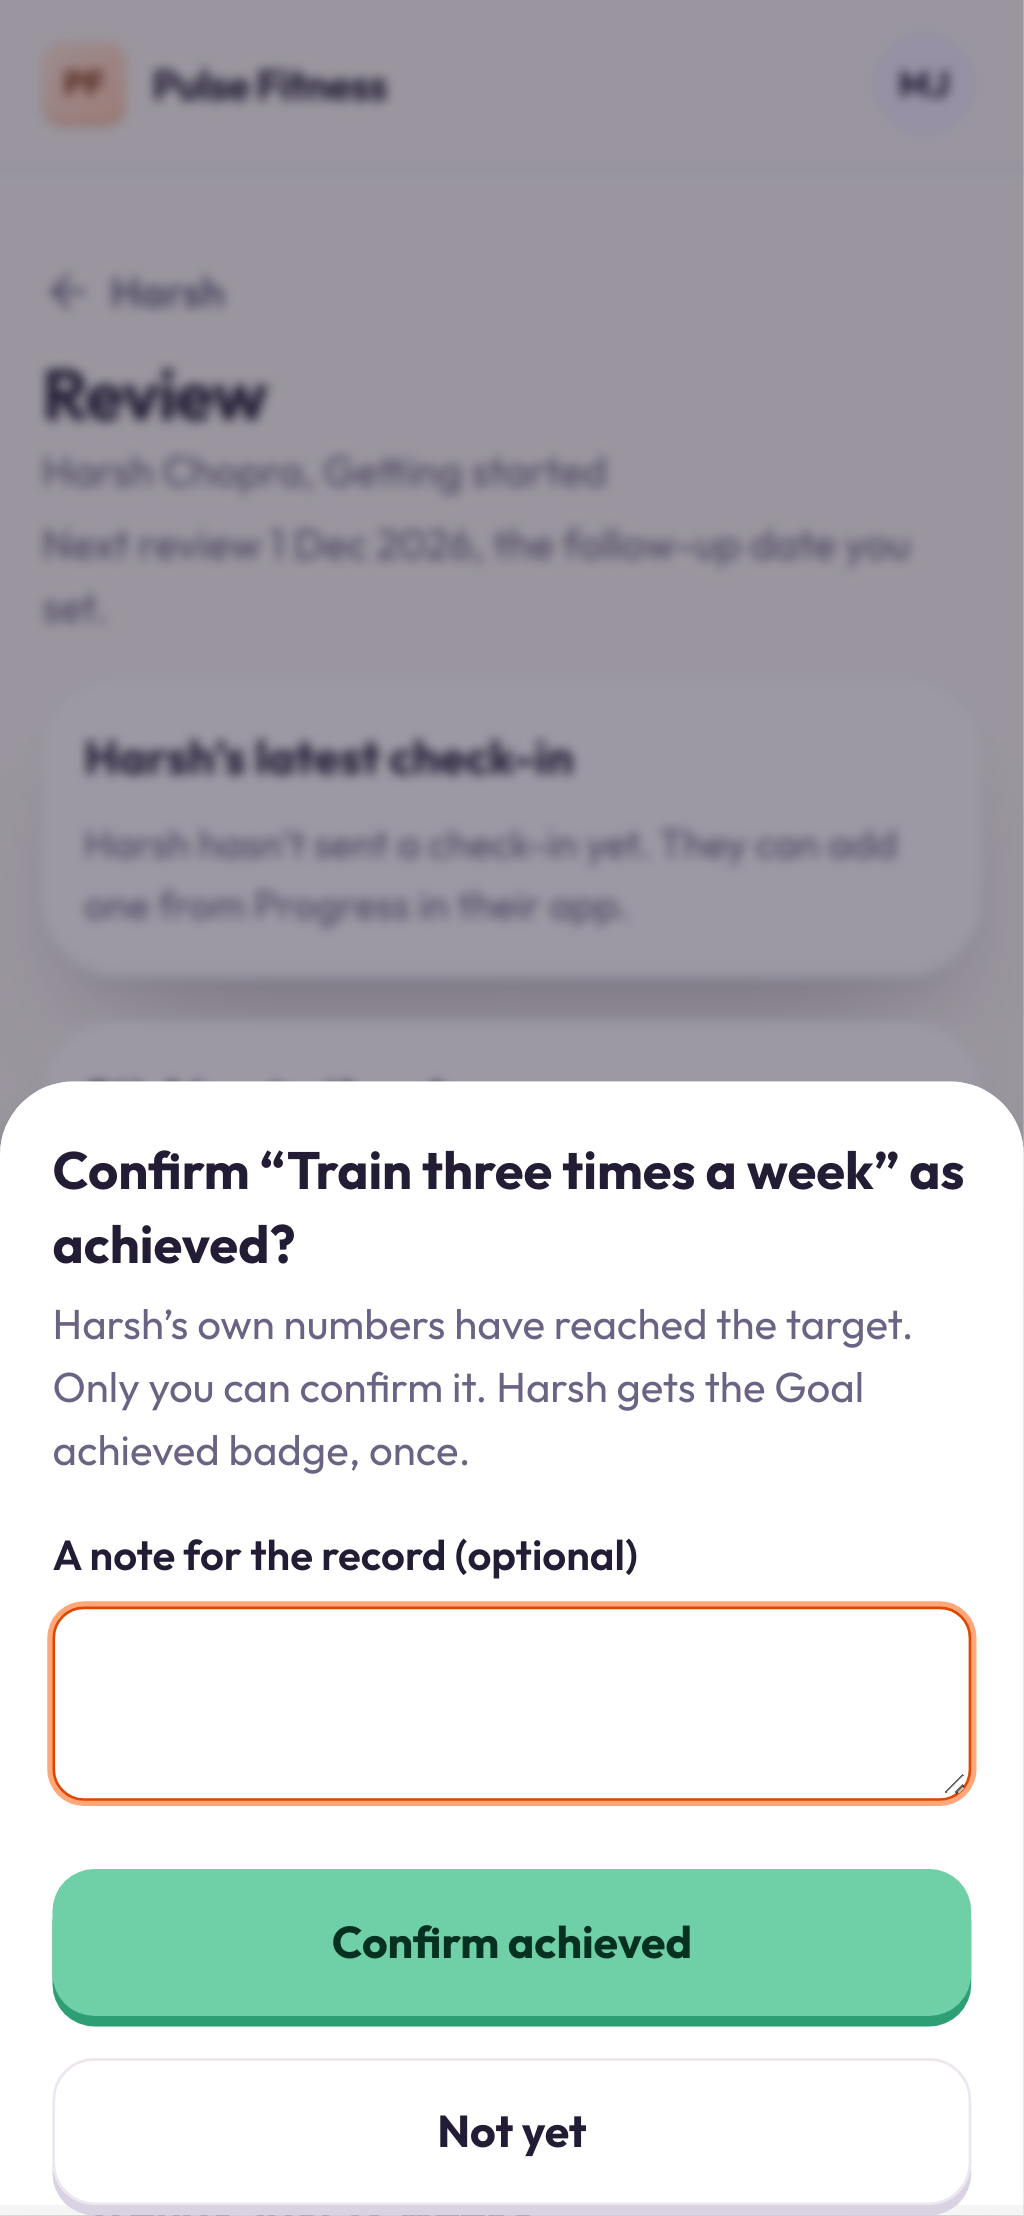 PF
Pulse Fitness
MJ
← Harsh
Review
Harsh Chopra, Getting started
Next review 1 Dec 2026, the follow-up date you
set.
Harsh's latest check-in
Harsh hasn't sent a check-in yet. They can add
one from Progress in their app.
Confirm “Train three times a week” as
achieved?
Harsh’s own numbers have reached the target.
Only you can confirm it. Harsh gets the Goal
achieved badge, once.
A note for the record (optional)
Confirm achieved
Not yet